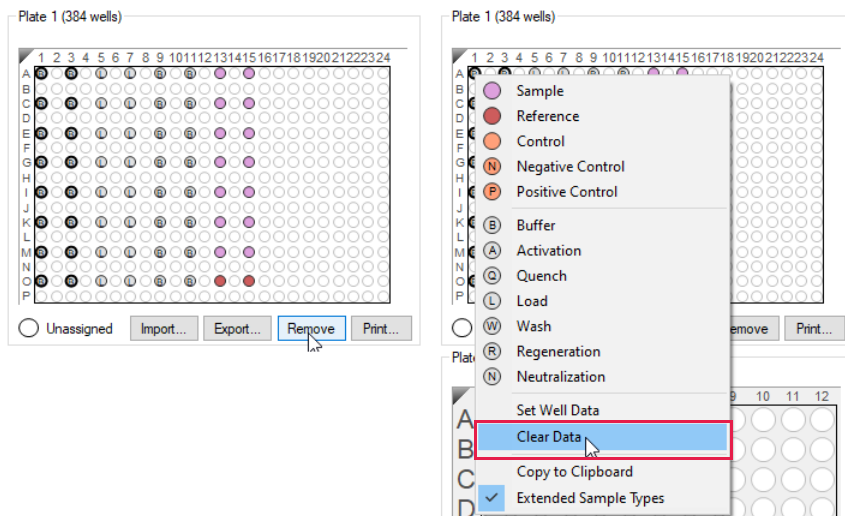 Plate 1 (384 wells)
1 2 3 4 5 6 7 8 9 10 11 12 13 14 15 16 17 18 19 20 21 22 23 24
A
B
C
D
E
F
G
H
I
J
K
L
M
N
O
P
Unassigned
Import...
Export...
Remove
Print...
Plate 1 (384 wells)
1 2 3 4 5 6 7 8 9 10 11 12 13 14 15 16 17 18 19 20 21 22 23 24
A
B
C
D
E
F
G
H
I
J
K
L
M
N
O
P
Sample
Reference
Control
N Negative Control
P Positive Control
B Buffer
A Activation
Q Quench
L Load
W Wash
R Regeneration
N Neutralization
Set Well Data
Clear Data
Copy to Clipboard
Extended Sample Types
emove
Print...
Plat
9 10 11 12
A
B
C
D